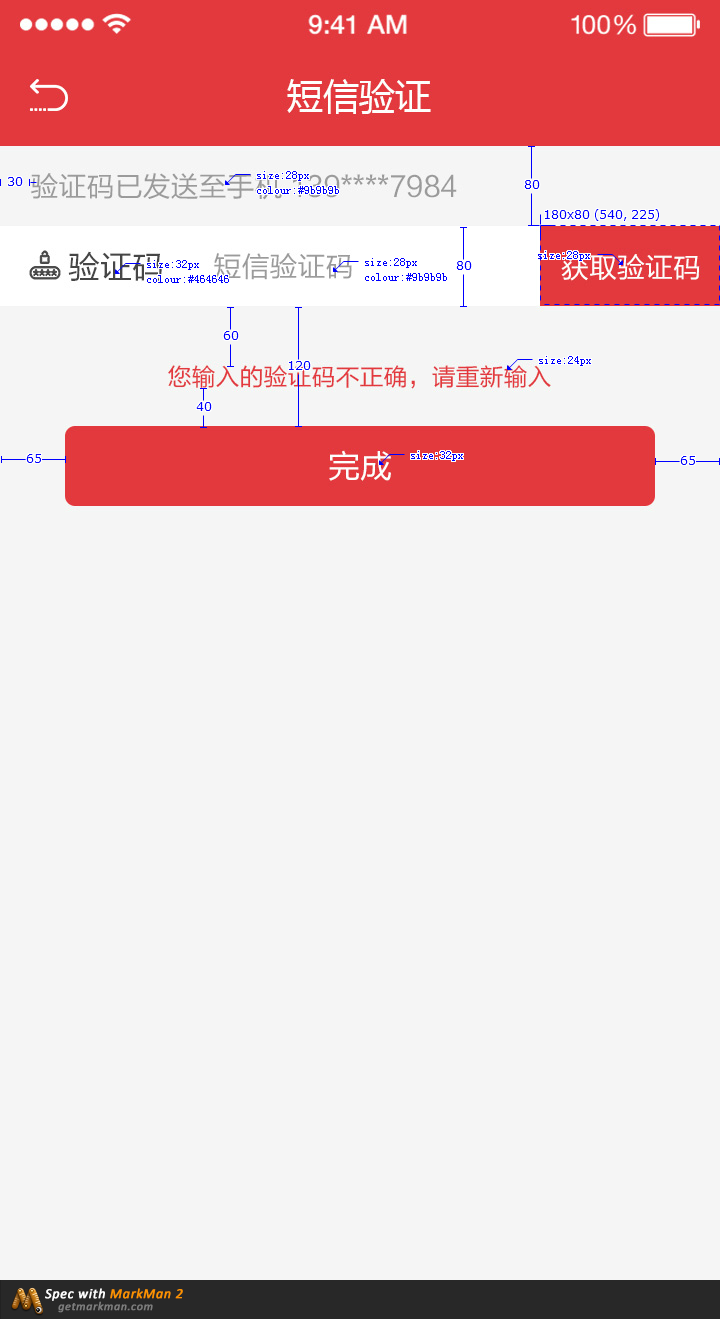 9:41 AM 100%
短信验证
30 验证码已发送至手机 139****7984
size:28px
colour:#9b9b9b
80
180x80 (540, 225)
验证码 短信验证码 获取验证码
size:32px
colour:#464646
size:28px
colour:#9b9b9b
80
size:28px
60
120
size:24px
您输入的验证码不正确，请重新输入
40
65 完成 65
size:32px
Spec with MarkMan 2
getmarkman.com